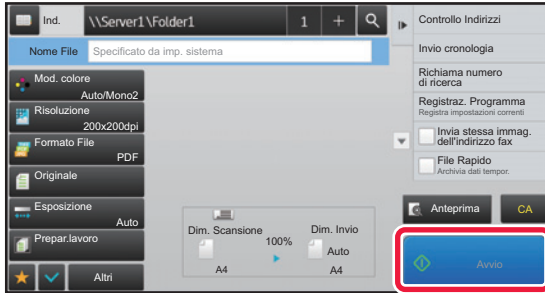 Ind.
\\Server1\Folder1
1
+
Nome File
Specificato da imp. sistema
Mod. colore
Auto/Mono2
Risoluzione
200x200dpi
Formato File
PDF
Originale
Esposizione
Auto
Prepar.lavoro
Altri
Dim. Scansione
100%
Dim. Invio
Auto
A4
A4
Controllo Indirizzi
Invio cronologia
Richiama numero
di ricerca
Registraz. Programma
Registra impostazioni correnti
Invia stessa immag.
dell'indirizzo fax
File Rapido
Archivia dati tempor.
Anteprima
CA
Avvio